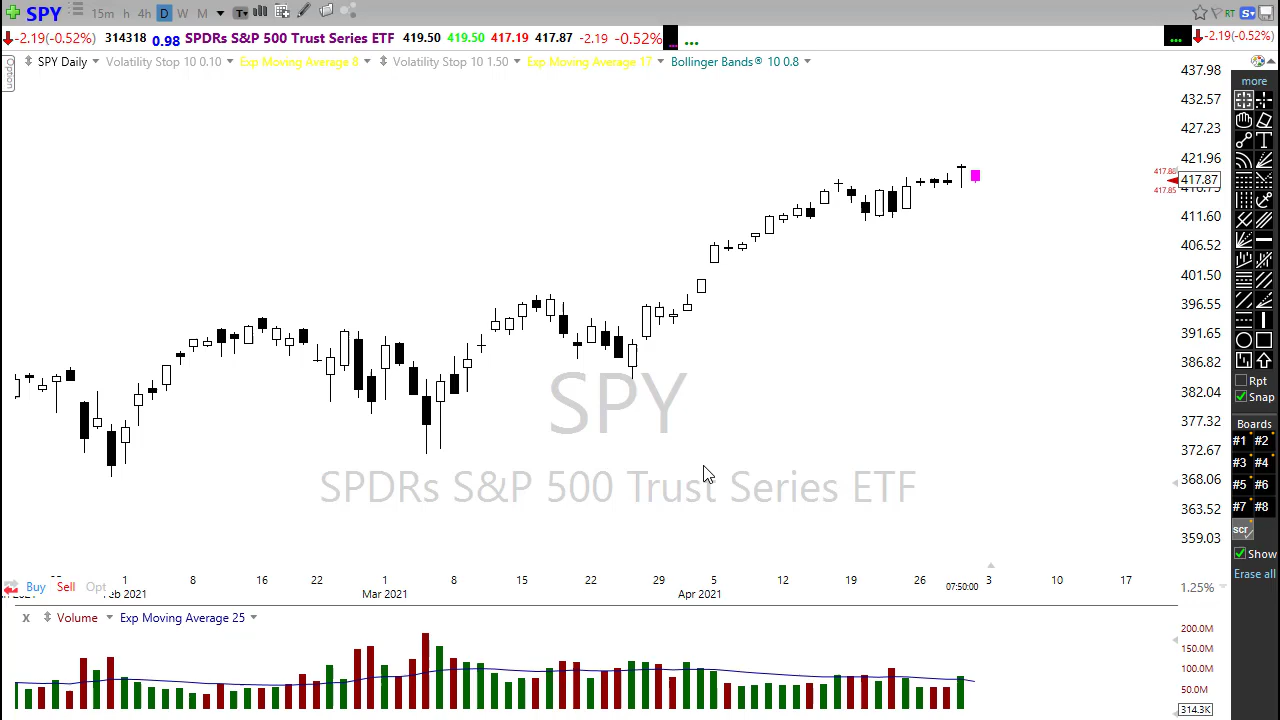 SPY 15m h 4h D W M T RT S
-2.19(-0.52%) 314318 0.98 SPDRs S&P 500 Trust Series ETF 419.50 419.50 417.19 417.87 -2.19 -0.52% ... ... ... -2.19(-0.52%)
Option
SPY Daily Volatility Stop 10 0.10 Exp Moving Average 8 Volatility Stop 10 1.50 Exp Moving Average 17 Bollinger Bands® 10 0.8
437.98
432.57
427.23
421.96
417.87
411.60
406.52
401.50
396.55
391.65
386.82
382.04
377.32
372.67
368.06
363.52
359.03
417.85
more
Rpt
Snap
Boards
#1 #2
#3 #4
#5 #6
#7 #8
scr
Show
Erase all
SPY
SPDRs S&P 500 Trust Series ETF
1 8 16 22 1 8 15 22 29 5 12 19 26 3 10 17
Buy Sell Opt 07:50:00 1.25%
Feb 2021 Mar 2021 Apr 2021
x Volume Exp Moving Average 25
200.0M
150.0M
100.0M
50.0M
314.3K